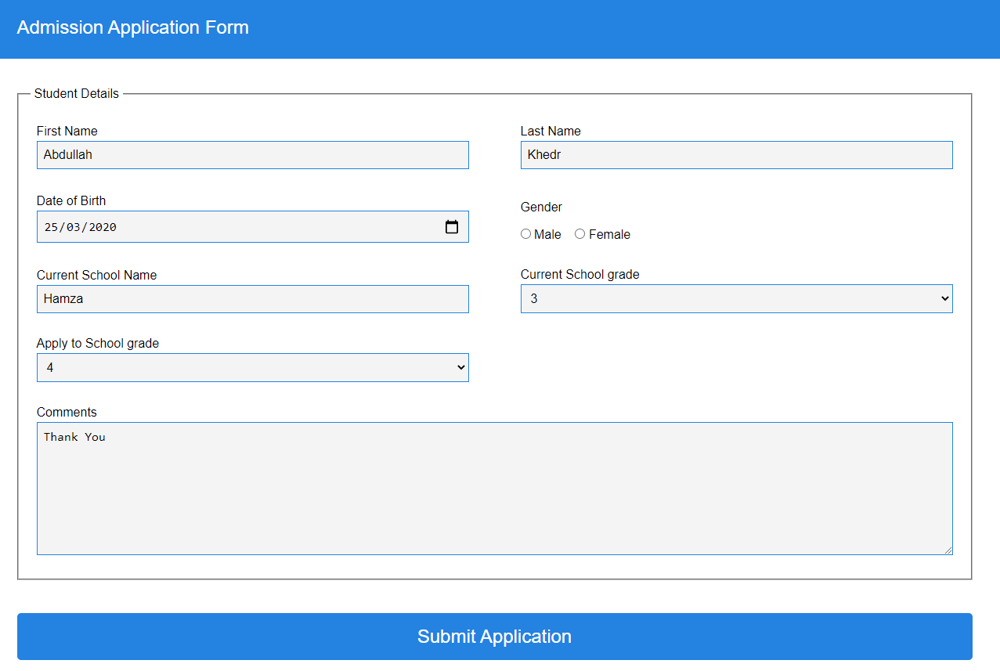 Admission Application Form
Student Details
First Name
Last Name
Abdullah
Khedr
Date of Birth
Gender
25/03/2020
Male Female
Current School Name
Current School grade
Hamza
3
Apply to School grade
4
Comments
Thank You
Submit Application